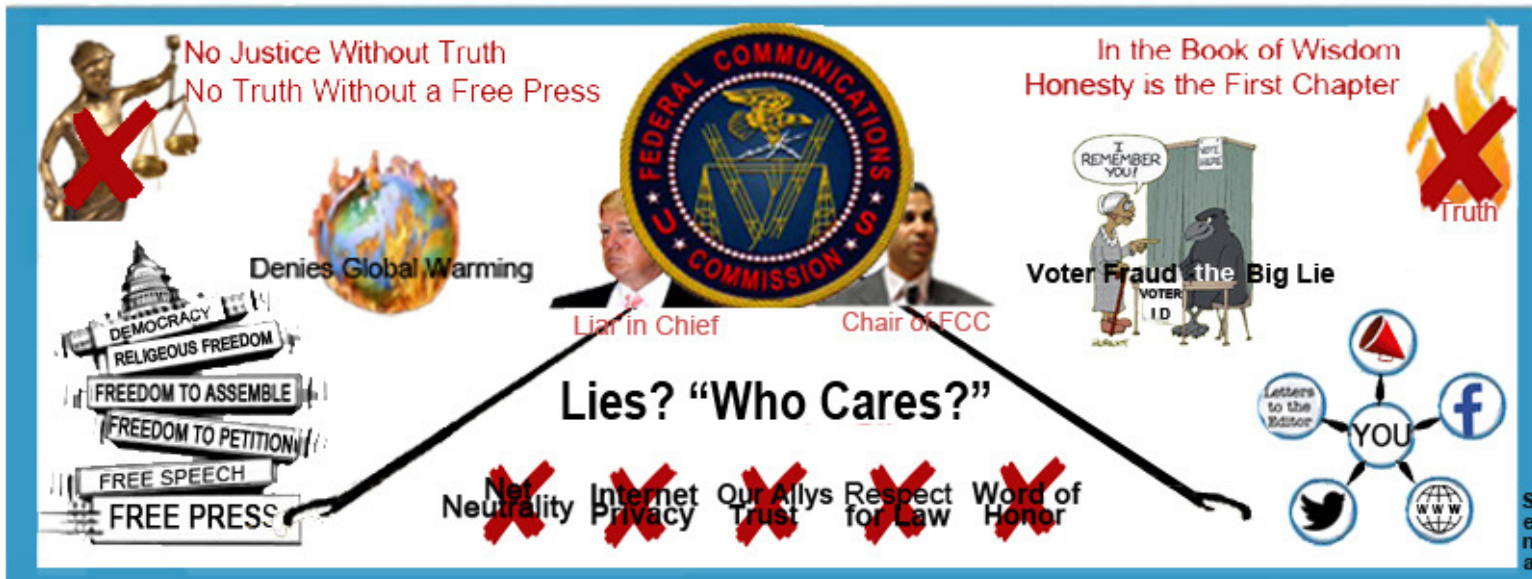 No Justice Without Truth
No Truth Without a Free Press
In the Book of Wisdom
Honesty is the First Chapter
FEDERAL COMMUNICATIONS
COMMISSION
U S
Truth
I
REMEMBER
YOU!
VOTE
HERE
Denies Global Warming
Liar in Chief
Chair of FCC
Voter Fraud the Big Lie
VOTER
ID
DEMOCRACY
RELIGIOUS FREEDOM
FREEDOM TO ASSEMBLE
FREEDOM TO PETITION
FREE SPEECH
FREE PRESS
Lies? “Who Cares?”
Net
Neutrality
Internet
Privacy
Our Allys
Trust
Respect
for Law
Word of
Honor
Letters
to the
Editor
YOU
f
WWW
S
e
n
a